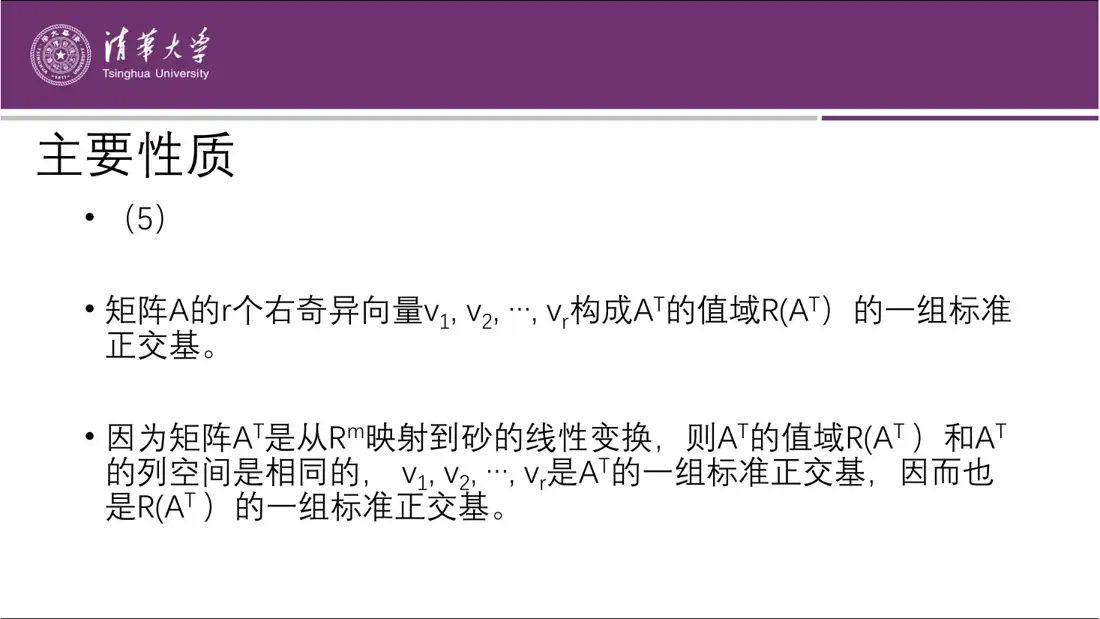 清华大学
Tsinghua University
主要性质
• （5）
• 矩阵A的r个右奇异向量v₁, v₂, ⋯, vᵣ构成Aᵀ的值域R(Aᵀ）的一组标准
正交基。
• 因为矩阵Aᵀ是从Rᵐ映射到砂的线性变换，则Aᵀ的值域R(Aᵀ ）和Aᵀ
的列空间是相同的， v₁, v₂, ⋯, vᵣ是Aᵀ的一组标准正交基，因而也
是R(Aᵀ ）的一组标准正交基。